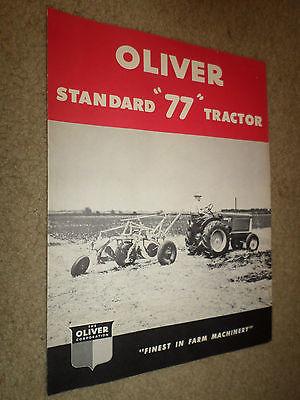 OLIVER
STANDARD "77" TRACTOR
THE
OLIVER
CORPORATION
"FINEST IN FARM MACHINERY"